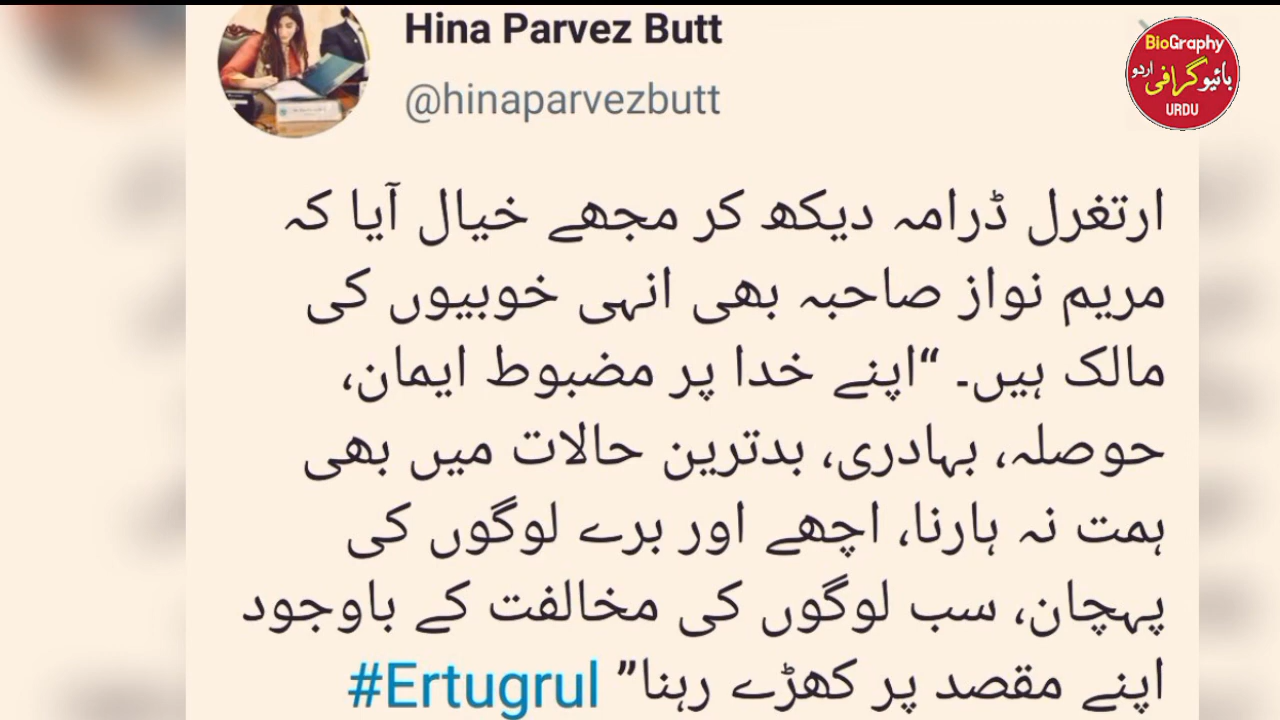 Hina Parvez Butt
@hinaparvezbutt
BioGraphy
بائیوگرافی اردو
URDU
ارتغرل ڈرامہ دیکھ کر مجھے خیال آیا کہ
مریم نواز صاحبہ بھی انہی خوبیوں کی
مالک ہیں۔ “اپنے خدا پر مضبوط ایمان،
حوصلہ، بہادری، بدترین حالات میں بھی
ہمت نہ ہارنا، اچھے اور برے لوگوں کی
پہچان، سب لوگوں کی مخالفت کے باوجود
اپنے مقصد پر کھڑے رہنا” #Ertugrul